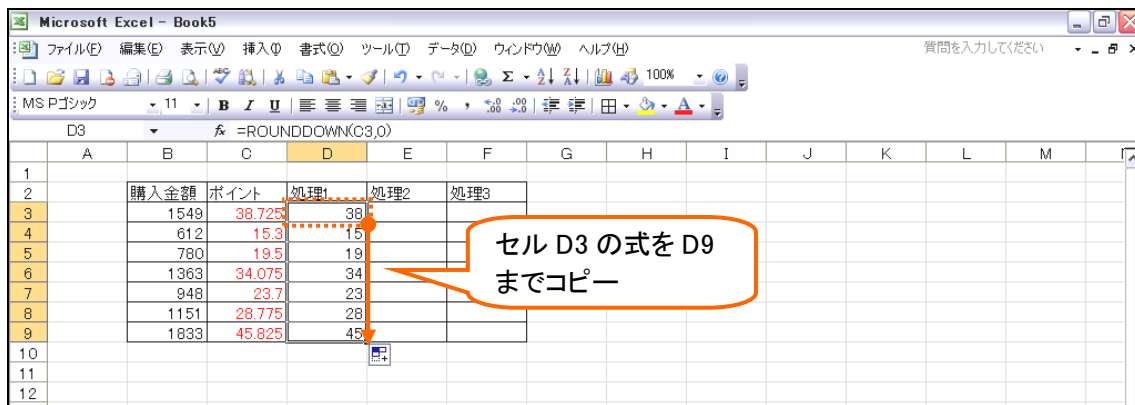 Microsoft Excel - Book5
ファイル(F) 編集(E) 表示(V) 挿入(I) 書式(O) ツール(T) データ(D) ウィンドウ(W) ヘルプ(H) 質問を入力してください
100%
MS Pゴシック 11 B I U
D3 fx =ROUNDDOWN(C3,0)
A B C D E F G H I J K L M
1
2 購入金額 ポイント 処理1 処理2 処理3
3 1549 38.725 38
4 612 15.3 15
5 780 19.5 19
6 1363 34.075 34
7 948 23.7 23
8 1151 28.775 28
9 1833 45.825 45
10
11
12
セル D3 の式を D9
までコピー